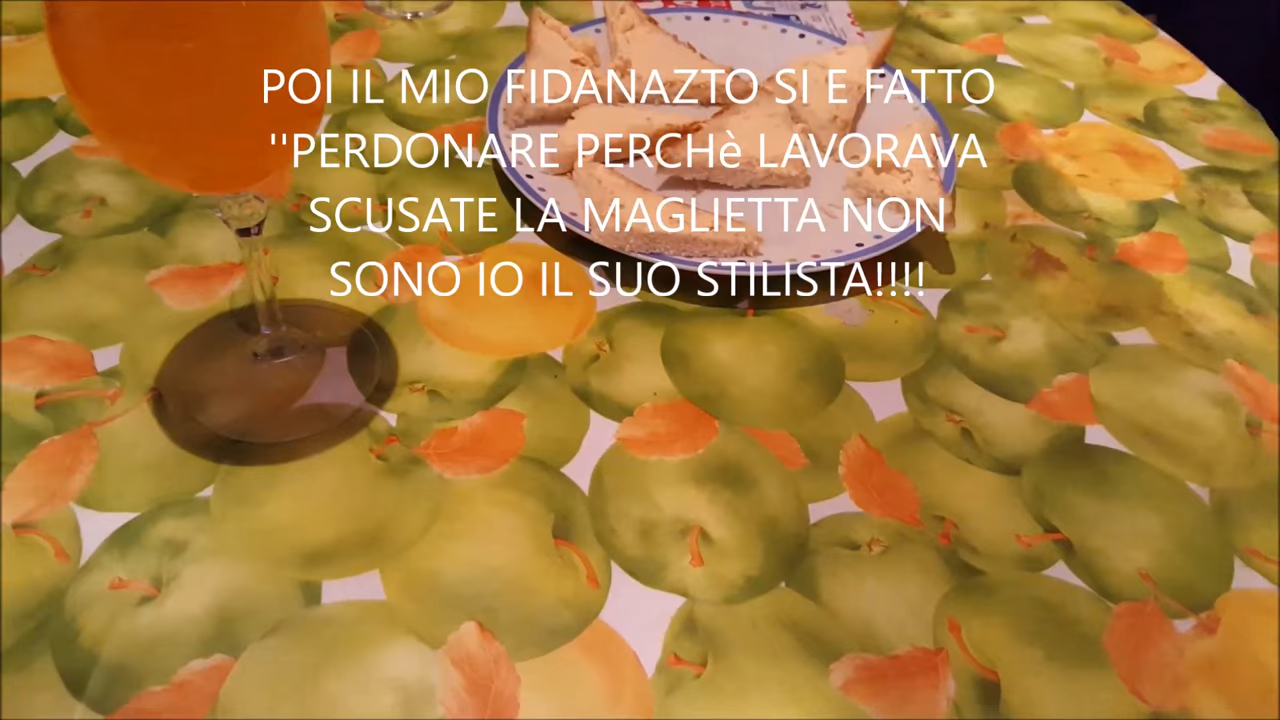 POI IL MIO FIDANAZTO SI E FATTO
''PERDONARE PERCHè LAVORAVA
SCUSATE LA MAGLIETTA NON
SONO IO IL SUO STILISTA!!!!